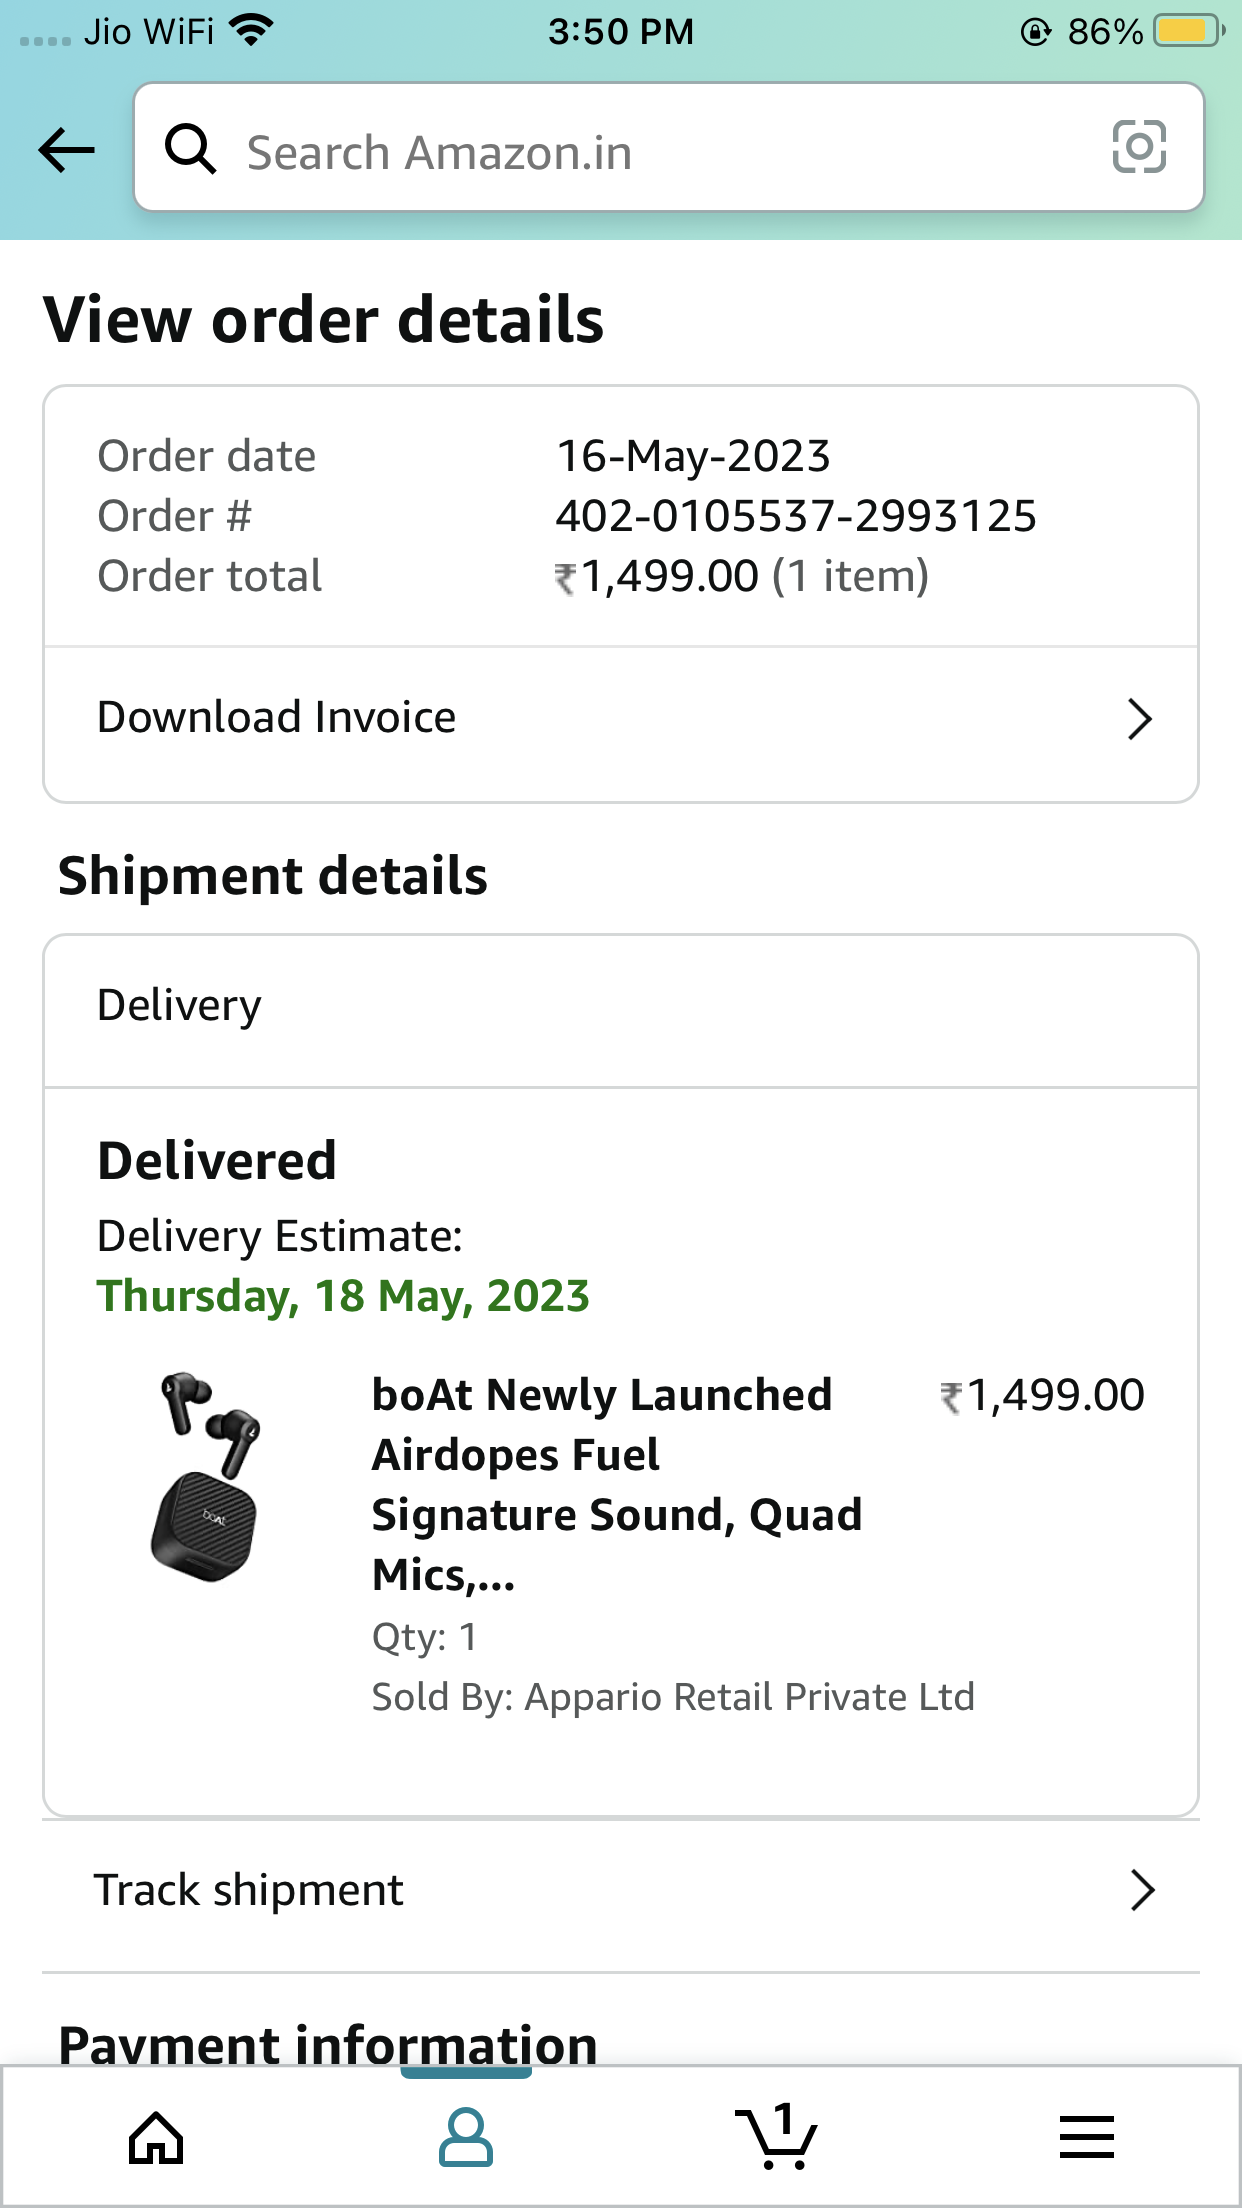 Jio WiFi 3:50 PM 86%
Search Amazon.in
View order details
Order date 16-May-2023
Order # 402-0105537-2993125
Order total ₹1,499.00 (1 item)
Download Invoice
Shipment details
Delivery
Delivered
Delivery Estimate:
Thursday, 18 May, 2023
boAt Newly Launched ₹1,499.00
Airdopes Fuel
Signature Sound, Quad
Mics,...
Qty: 1
Sold By: Appario Retail Private Ltd
boAt
Track shipment
Payment information
1